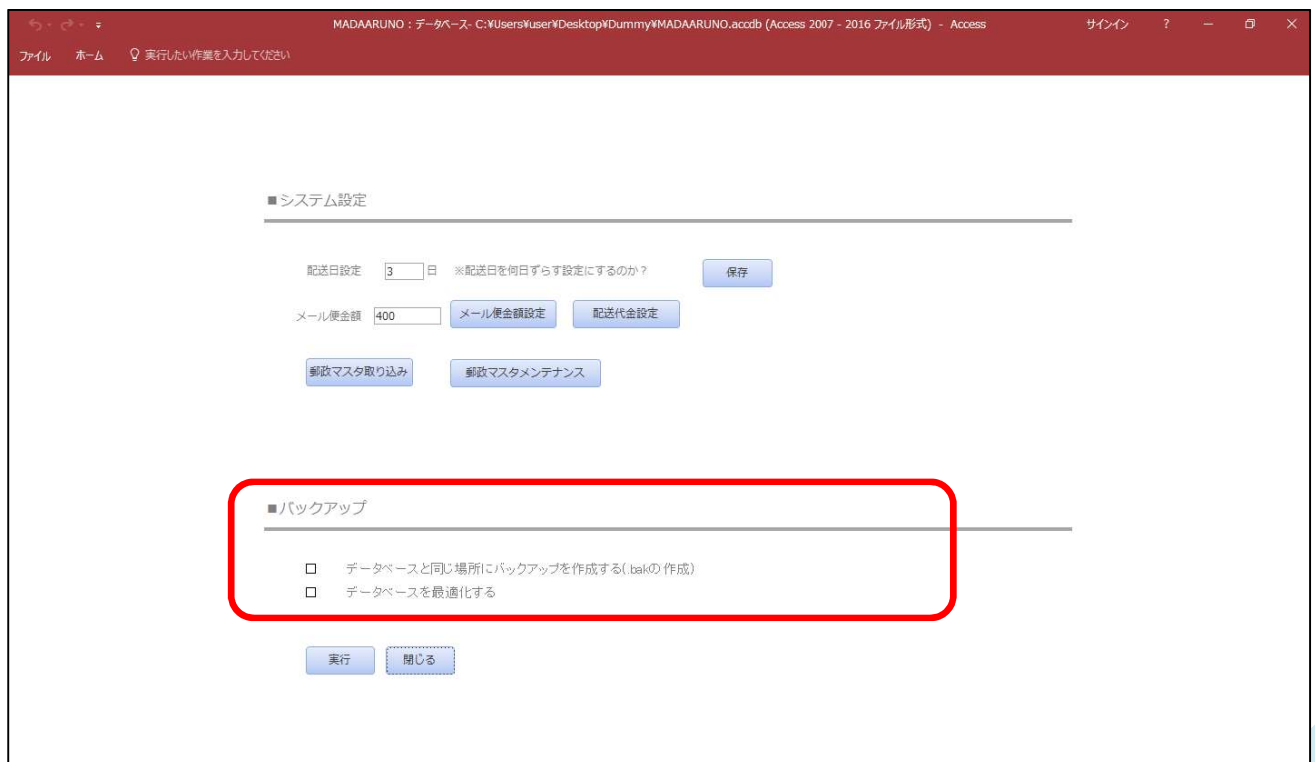 MADAARUNO : データベース- C:¥Users¥user¥Desktop¥Dummy¥MADAARUNO.accdb (Access 2007 - 2016 ファイル形式) - Access サインイン ?
ファイル ホーム 実行したい作業を入力してください
■システム設定
配送日設定 3 日 ※配送日を何日ずらす設定にするのか? 保存
メール便金額 400 メール便金額設定 配送代金設定
郵政マスタ取り込み 郵政マスタメンテナンス
■バックアップ
データベースと同じ場所にバックアップを作成する(.bakの作成)
データベースを最適化する
実行 閉じる